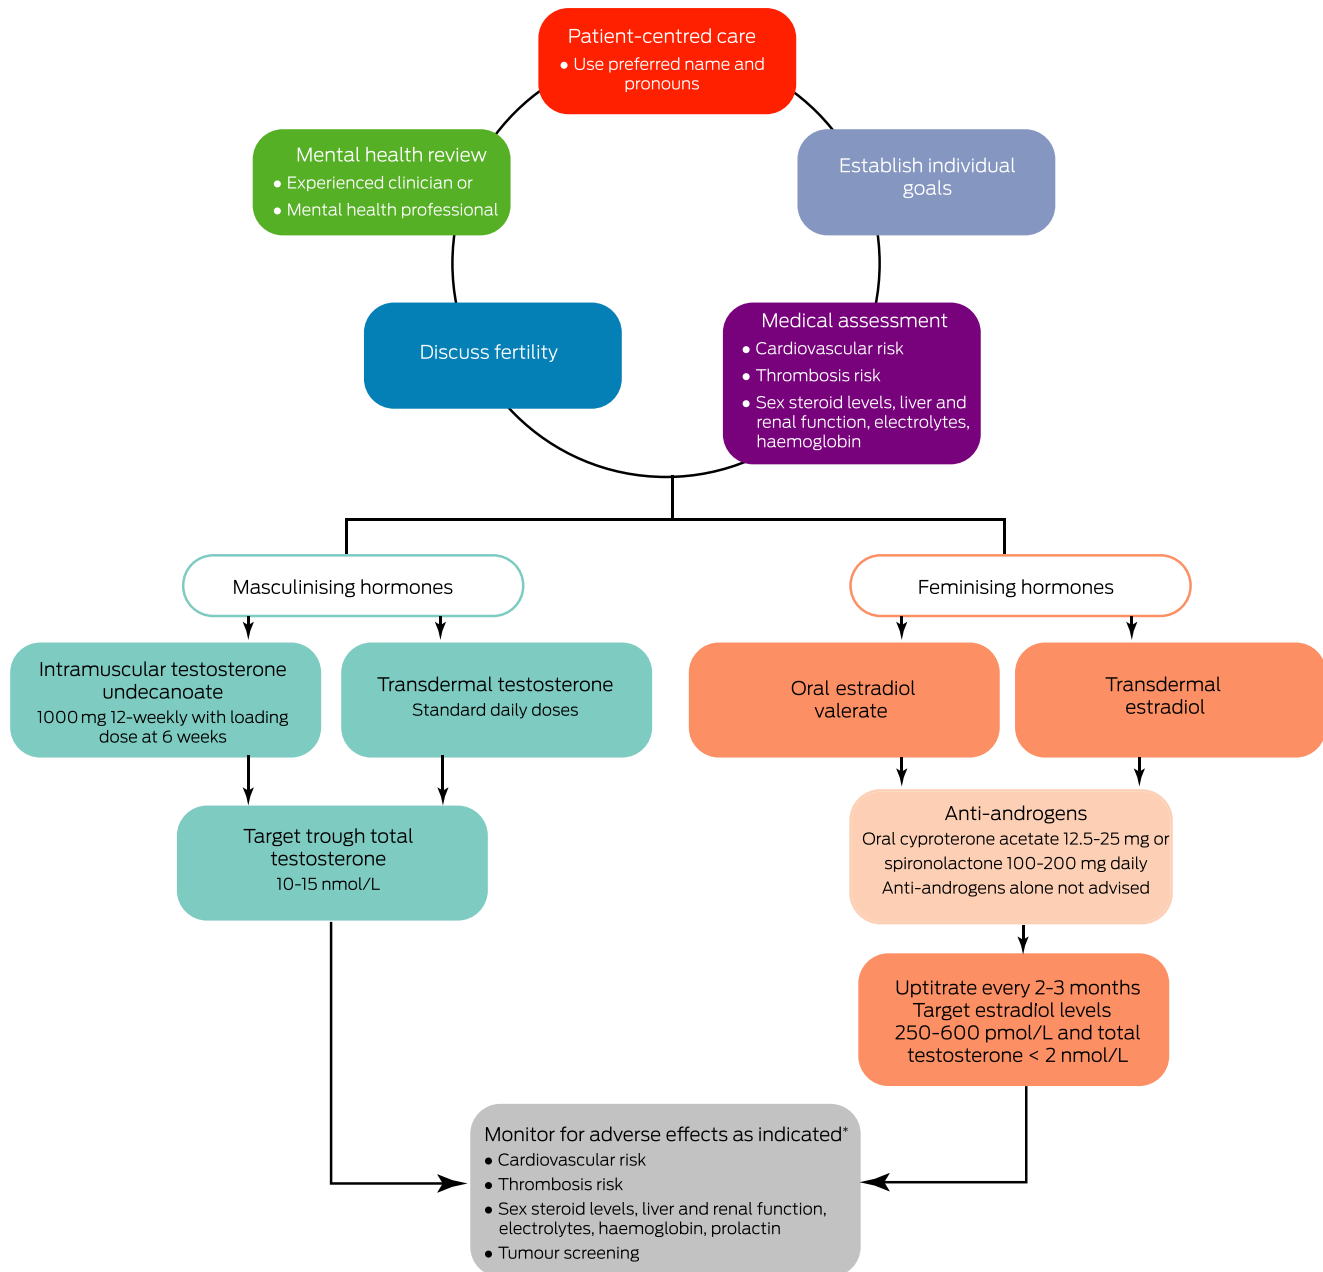 Patient-centred care
• Use preferred name and
pronouns
Mental health review
• Experienced clinician or
• Mental health professional
Establish individual
goals
Discuss fertility
Medical assessment
• Cardiovascular risk
• Thrombosis risk
• Sex steroid levels, liver and
renal function, electrolytes,
haemoglobin
Masculinising hormones
Feminising hormones
Intramuscular testosterone
undecanoate
1000 mg 12-weekly with loading
dose at 6 weeks
Transdermal testosterone
Standard daily doses
Oral estradiol
valerate
Transdermal
estradiol
Target trough total
testosterone
10-15 nmol/L
Anti-androgens
Oral cyproterone acetate 12.5-25 mg or
spironolactone 100-200 mg daily
Anti-androgens alone not advised
Uptitrate every 2-3 months
Target estradiol levels
250-600 pmol/L and total
testosterone < 2 nmol/L
Monitor for adverse effects as indicated*
• Cardiovascular risk
• Thrombosis risk
• Sex steroid levels, liver and renal function,
electrolytes, haemoglobin, prolactin
• Tumour screening